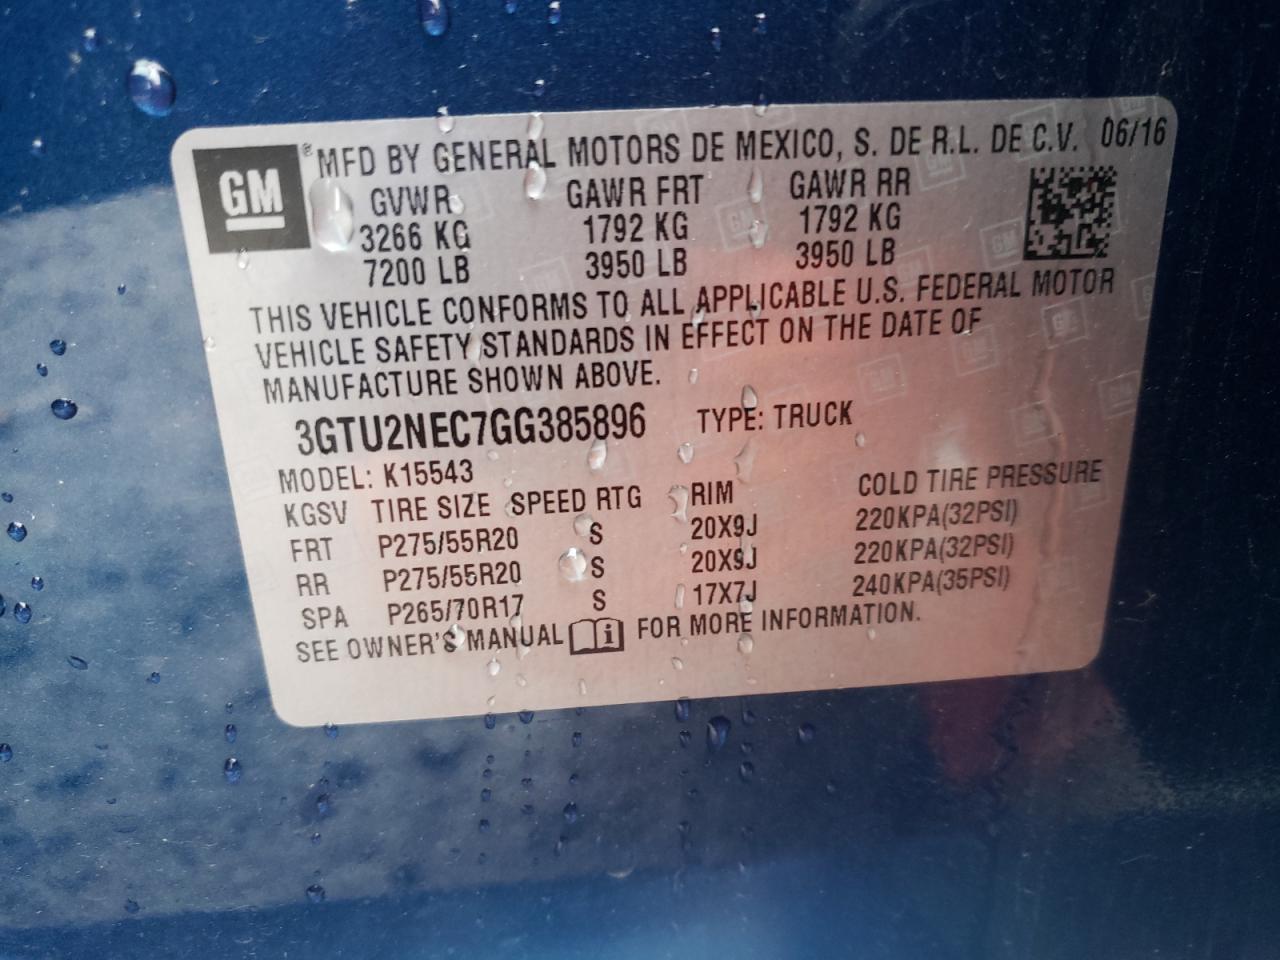 GM ® MFD BY GENERAL MOTORS DE MEXICO, S. DE R.L. DE C.V. 06/16
GVWR GAWR FRT GAWR RR
3266 KG 1792 KG 1792 KG
7200 LB 3950 LB 3950 LB
THIS VEHICLE CONFORMS TO ALL APPLICABLE U.S. FEDERAL MOTOR
VEHICLE SAFETY STANDARDS IN EFFECT ON THE DATE OF
MANUFACTURE SHOWN ABOVE.
3GTU2NEC7GG385896 TYPE: TRUCK
MODEL: K15543
KGSV TIRE SIZE SPEED RTG RIM COLD TIRE PRESSURE
FRT P275/55R20 S 20X9J 220KPA(32PSI)
RR P275/55R20 S 20X9J 220KPA(32PSI)
SPA P265/70R17 S 17X7J 240KPA(35PSI)
SEE OWNER'S MANUAL i FOR MORE INFORMATION.